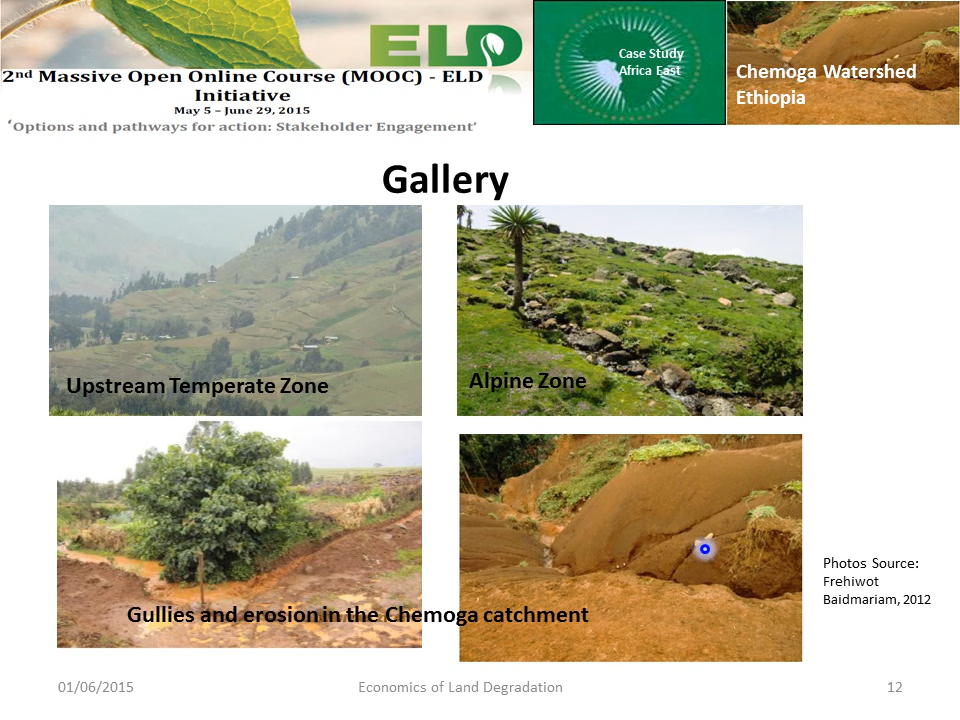 ELD
2nd Massive Open Online Course (MOOC) - ELD
Initiative
May 5 – June 29, 2015
‘Options and pathways for action: Stakeholder Engagement’
Case Study
Africa East
Chemoga Watershed
Ethiopia
Gallery
Upstream Temperate Zone
Alpine Zone
Gullies and erosion in the Chemoga catchment
Photos Source:
Frehiwot
Baidmariam, 2012
01/06/2015
Economics of Land Degradation
12